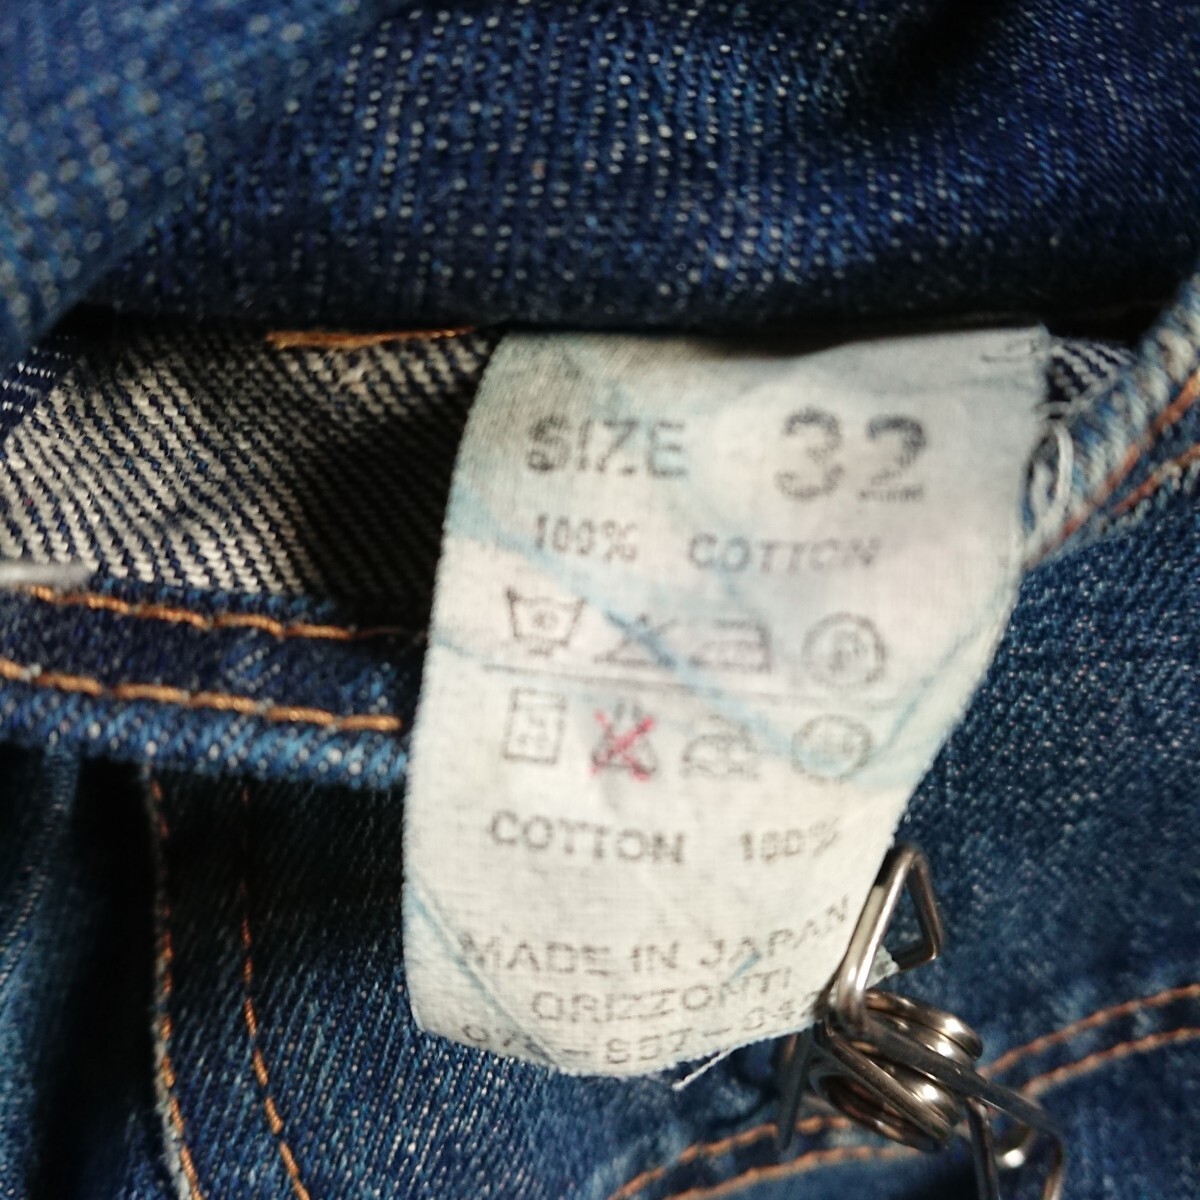 SIZE 32
100% COTTON
COTTON 100%
MADE IN JAPAN
ORIZZONTI